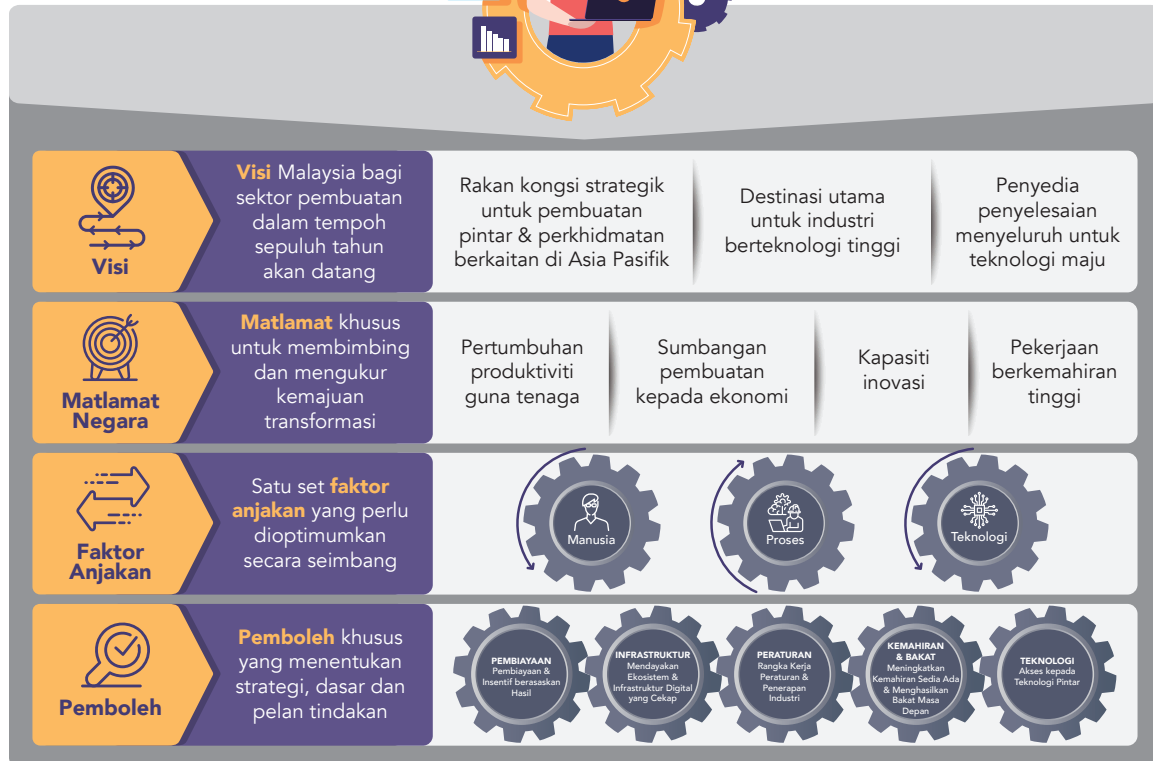 Visi
Visi Malaysia bagi
sektor pembuatan
dalam tempoh
sepuluh tahun
akan datang
Rakan kongsi strategik
untuk pembuatan
pintar & perkhidmatan
berkaitan di Asia Pasifik
Destinasi utama
untuk industri
berteknologi tinggi
Penyedia
penyelesaian
menyeluruh untuk
teknologi maju
Matlamat
Negara
Matlamat khusus
untuk membimbing
dan mengukur
kemajuan
transformasi
Pertumbuhan
produktiviti
guna tenaga
Sumbangan
pembuatan
kepada ekonomi
Kapasiti
inovasi
Pekerjaan
berkemahiran
tinggi
Faktor
Anjakan
Satu set faktor
anjakan yang perlu
dioptimumkan
secara seimbang
Manusia
Proses
Teknologi
Pemboleh
Pemboleh khusus
yang menentukan
strategi, dasar dan
pelan tindakan
PEMBIAYAAN
Pembiayaan &
Insentif berasaskan
Hasil
INFRASTRUKTUR
Mendayakan
Ekosistem &
Infrastruktur Digital
yang Cekap
PERATURAN
Rangka Kerja
Peraturan &
Penerapan
Industri
KEMAHIRAN
& BAKAT
Meningkatkan
Kemahiran Sedia Ada
& Menghasilkan
Bakat Masa
Depan
TEKNOLOGI
Akses kepada
Teknologi Pintar